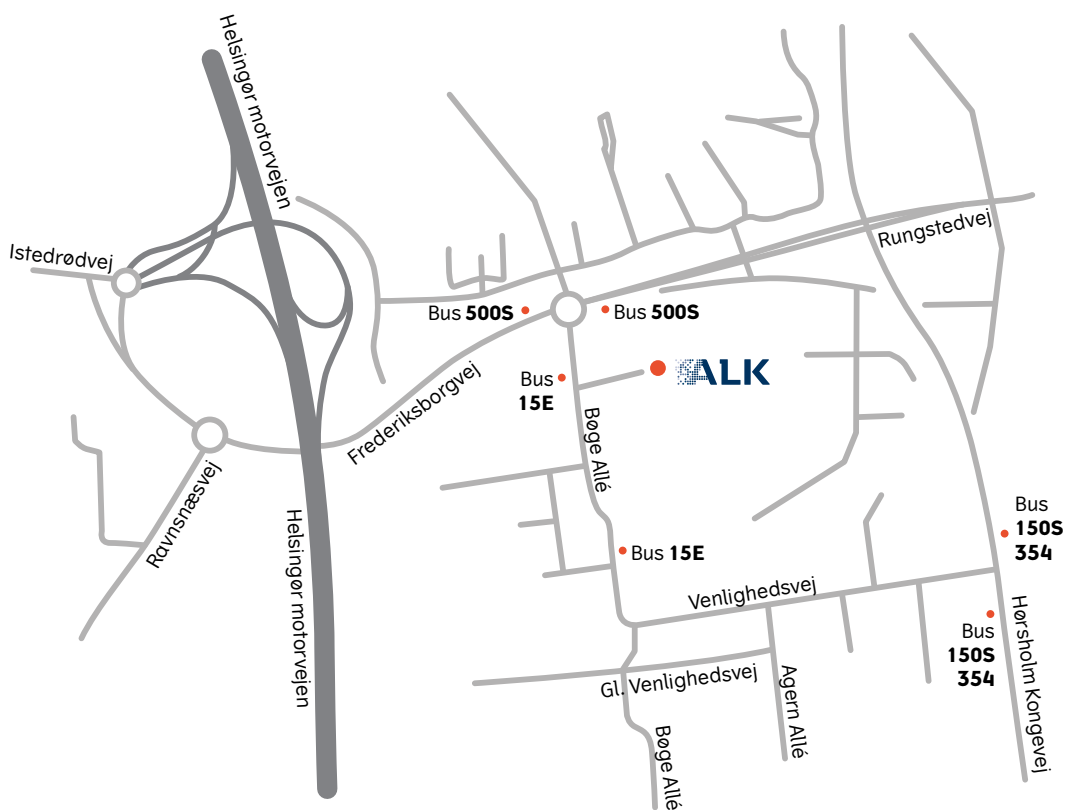 Helsingør motorvejen
Istedrødvej
Rungstedvej
Bus 500S
Bus 500S
ALK
Bus
15E
Frederiksborgvej
Bøge Allé
Ravnsnæsvej
Helsingør motorvejen
Bus
150S
354
Bus 15E
Venlighedsvej
Bus
150S
354
Hørsholm Kongevej
Gl. Venlighedsvej
Agern Allé
Bøge Allé